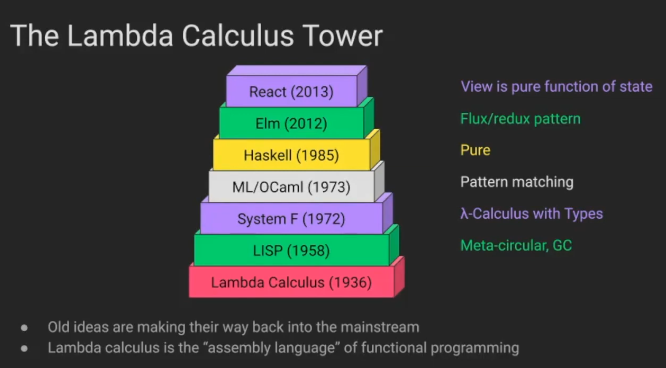 The Lambda Calculus Tower
React (2013)
View is pure function of state
Elm (2012)
Flux/redux pattern
Haskell (1985)
Pure
ML/OCaml (1973)
Pattern matching
System F (1972)
λ-Calculus with Types
LISP (1958)
Meta-circular, GC
Lambda Calculus (1936)
● Old ideas are making their way back into the mainstream
● Lambda calculus is the “assembly language” of functional programming